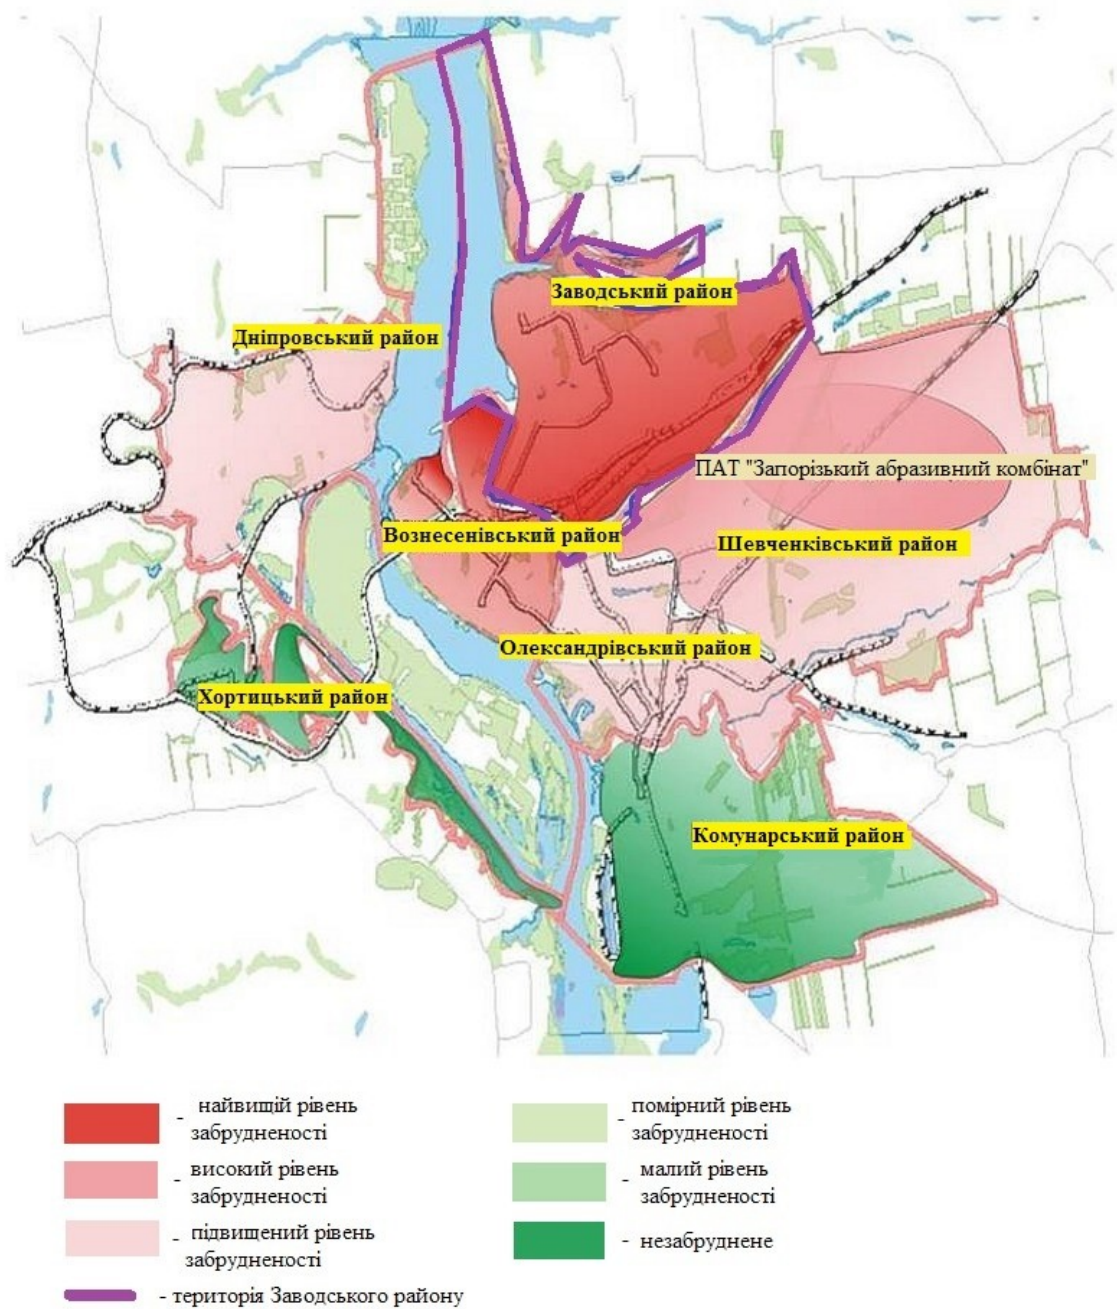 Заводський район
Дніпровський район
ПАТ "Запорізький абразивний комбінат"
Вознесенівський район
Шевченківський район
Олександрівський район
Хортицький район
Комунарський район
- найвищій рівень
забрудненості
- високий рівень
забрудненості
- підвищений рівень
забрудненості
- територія Заводського району
- помірний рівень
забрудненості
- малий рівень
забрудненості
- незабруднене